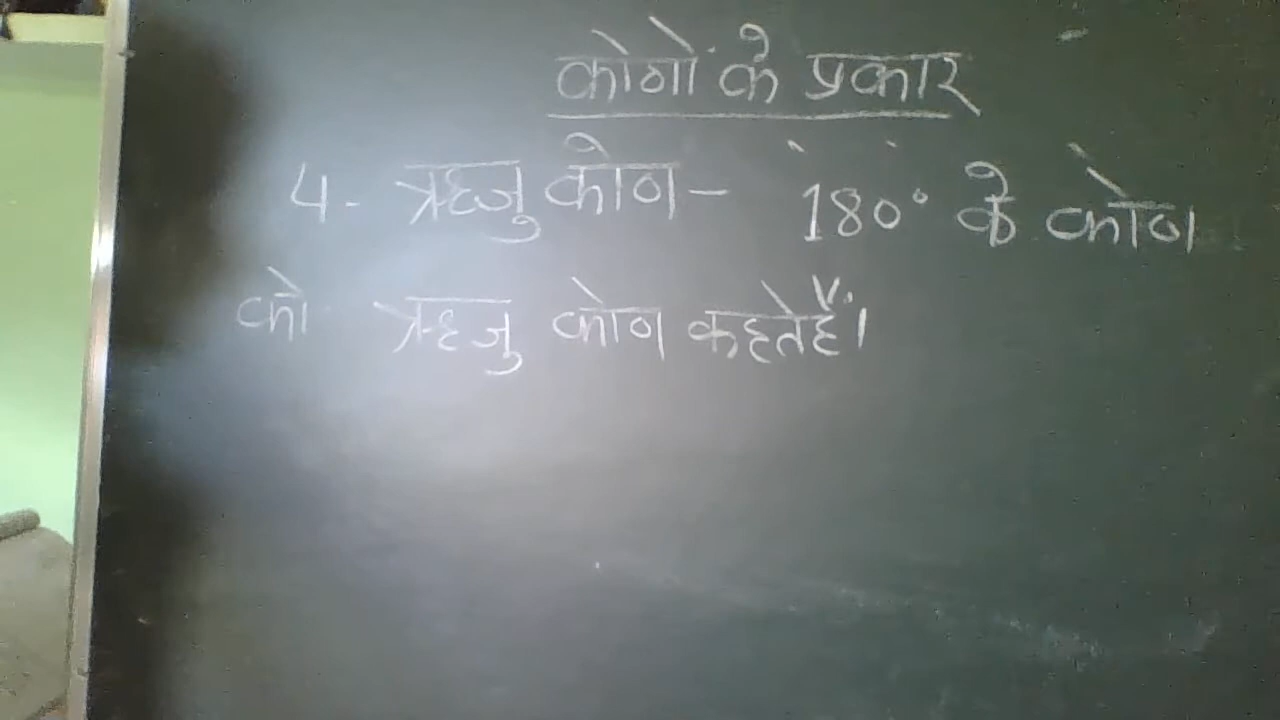 कोणों के प्रकार
4- ऋजु कोण- 180° के कोण
को ऋजु कोण कहते हैं।